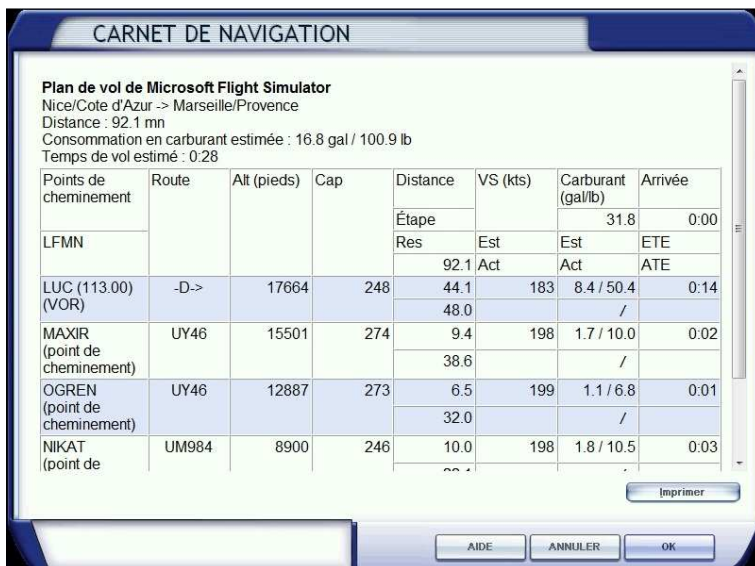 CARNET DE NAVIGATION
Plan de vol de Microsoft Flight Simulator
Nice/Cote d'Azur -> Marseille/Provence
Distance : 92.1 mn
Consommation en carburant estimée : 16.8 gal / 100.9 lb
Temps de vol estimé : 0:28
Points de cheminement Route Alt (pieds) Cap Distance VS (kts) Carburant (gal/lb) Arrivée
Étape 31.8 0:00
LFMN Res Est Est ETE
92.1 Act Act ATE
LUC (113.00) -D-> 17664 248 44.1 183 8.4 / 50.4 0:14
(VOR) 48.0 /
MAXIR UY46 15501 274 9.4 198 1.7 / 10.0 0:02
(point de cheminement) 38.6 /
OGREN UY46 12887 273 6.5 199 1.1 / 6.8 0:01
(point de cheminement) 32.0 /
NIKAT UM984 8900 246 10.0 198 1.8 / 10.5 0:03
(point de
Imprimer
AIDE ANNULER OK